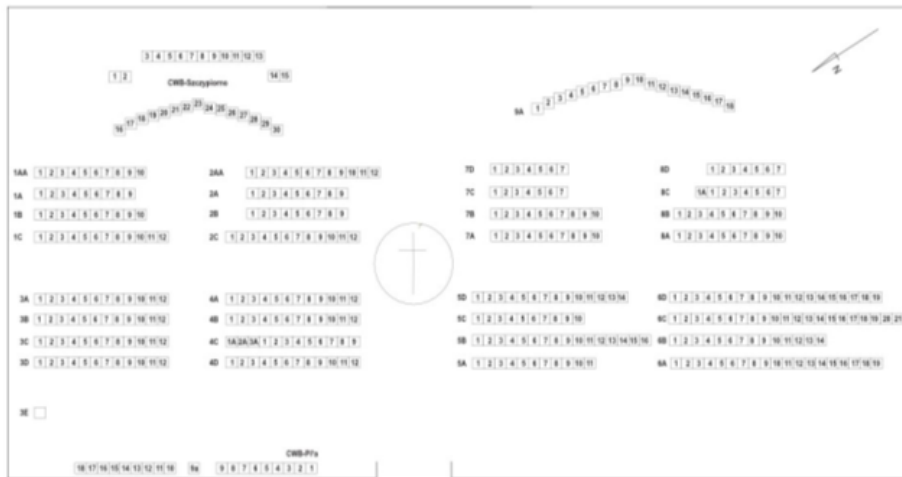 3 4 5 6 7 8 9 10 11 12 13
1 2
14 15
CWB-Szczypiorno
16 17 18 19 20 21 22 23 24 25 26 27 28 29 30
9A 1 2 3 4 5 6 7 8 9 10 11 12 13 14 15 16 17 18
N
1AA 1 2 3 4 5 6 7 8 9 10
2AA 1 2 3 4 5 6 7 8 9 10 11 12
7D 1 2 3 4 5 6 7
8D 1 2 3 4 5 6 7
1A 1 2 3 4 5 6 7 8 9
2A 1 2 3 4 5 6 7 8 9
7C 1 2 3 4 5 6 7
8C 1A 1 2 3 4 5 6 7
1B 1 2 3 4 5 6 7 8 9 10
2B 1 2 3 4 5 6 7 8 9
7B 1 2 3 4 5 6 7 8 9 10
8B 1 2 3 4 5 6 7 8 9 10
1C 1 2 3 4 5 6 7 8 9 10 11 12
2C 1 2 3 4 5 6 7 8 9 10 11 12
7A 1 2 3 4 5 6 7 8 9 10
8A 1 2 3 4 5 6 7 8 9 10
3A 1 2 3 4 5 6 7 8 9 10 11 12
4A 1 2 3 4 5 6 7 8 9 10 11 12
5D 1 2 3 4 5 6 7 8 9 10 11 12 13 14
6D 1 2 3 4 5 6 7 8 9 10 11 12 13 14 15 16 17 18 19
3B 1 2 3 4 5 6 7 8 9 10 11 12
4B 1 2 3 4 5 6 7 8 9 10 11 12
5C 1 2 3 4 5 6 7 8 9 10
6C 1 2 3 4 5 6 7 8 9 10 11 12 13 14 15 16 17 18 19 20 21
3C 1 2 3 4 5 6 7 8 9 10 11 12
4C 1A 2A 3A 1 2 3 4 5 6 7 8 9
5B 1 2 3 4 5 6 7 8 9 10 11 12 13 14 15 16
6B 1 2 3 4 5 6 7 8 9 10 11 12 13 14
3D 1 2 3 4 5 6 7 8 9 10 11 12
4D 1 2 3 4 5 6 7 8 9 10 11 12
5A 1 2 3 4 5 6 7 8 9 10 11
6A 1 2 3 4 5 6 7 8 9 10 11 12 13 14 15 16 17 18 19
3E
18 17 16 15 14 13 12 11 10
9a
9 8 7 6 5 4 3 2 1